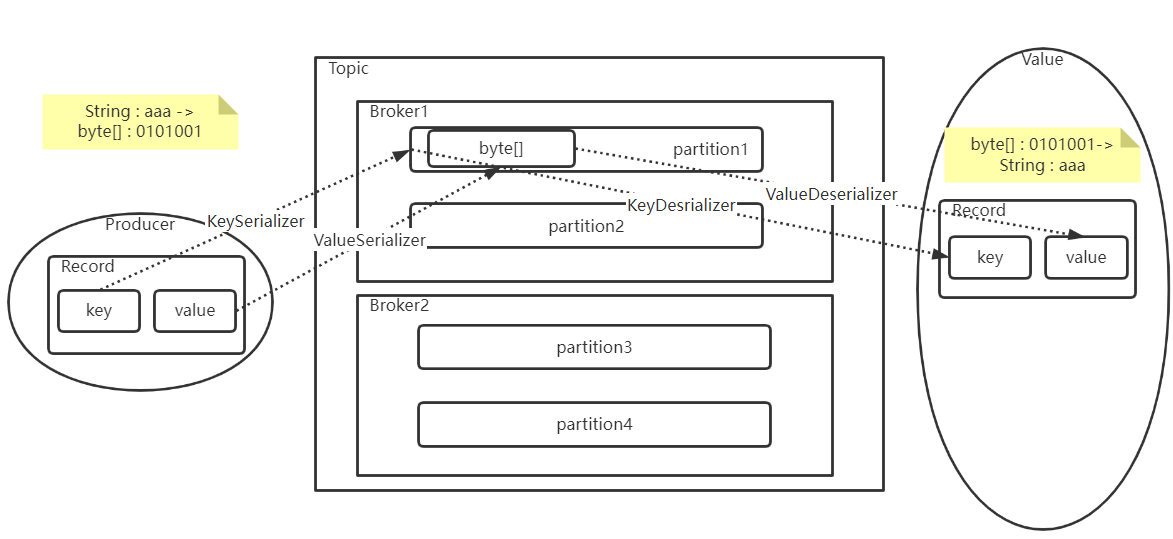 Topic
Value
String : aaa ->
byte[] : 0101001
Broker1
byte[]
partition1
byte[] : 0101001->
String : aaa
KeySerializer
ValueSerializer
KeyDesrializer
ValueDeserializer
partition2
Producer
Record
key
value
Record
key
value
Broker2
partition3
partition4